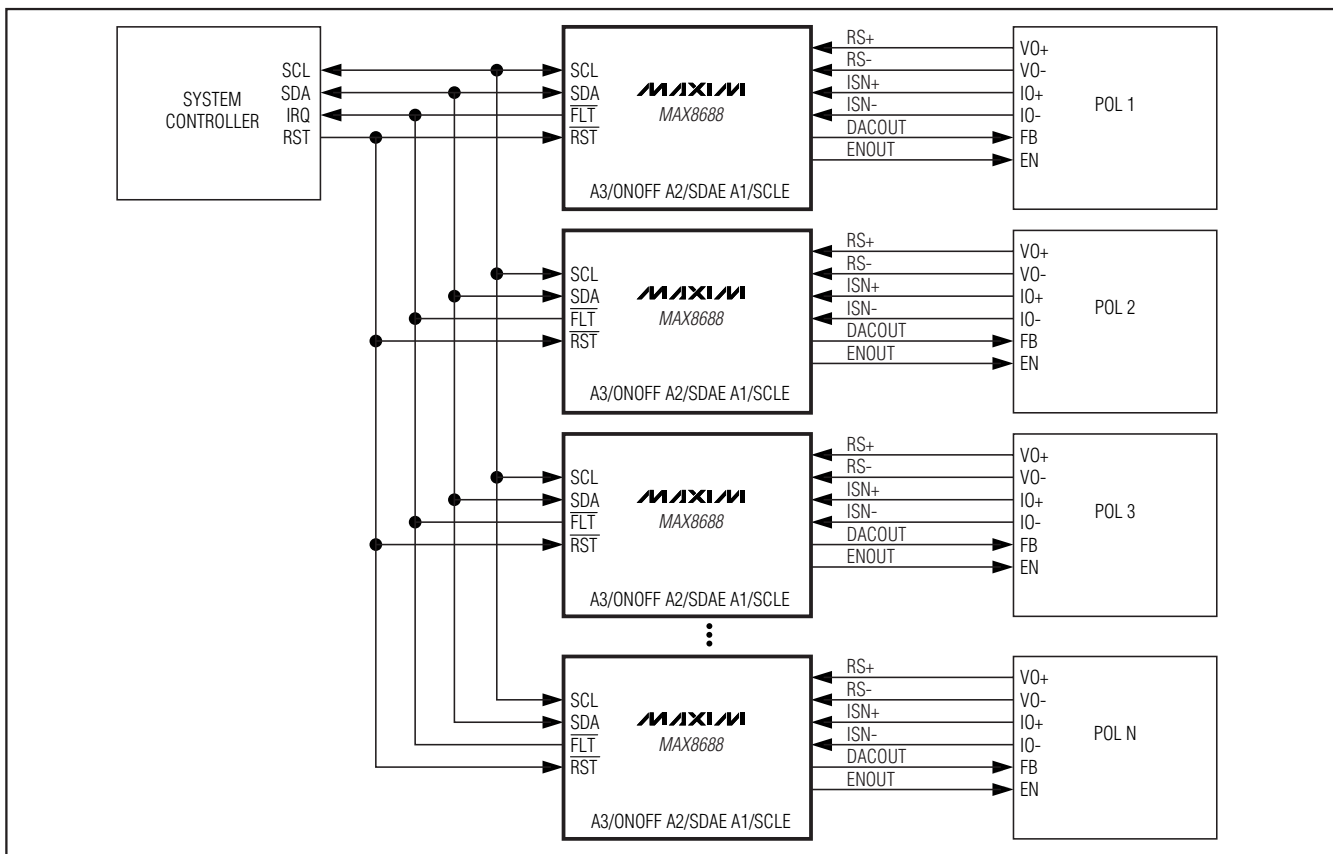 SYSTEM
CONTROLLER
SCL
SDA
IRQ
RST
SCL
SDA
FLT
RST
MAXIM
MAX8688
A3/ONOFF A2/SDAE A1/SCLE
RS+
RS-
ISN+
ISN-
DACOUT
ENOUT
VO+
VO-
IO+
IO-
FB
EN
POL 1
SCL
SDA
FLT
RST
MAXIM
MAX8688
A3/ONOFF A2/SDAE A1/SCLE
RS+
RS-
ISN+
ISN-
DACOUT
ENOUT
VO+
VO-
IO+
IO-
FB
EN
POL 2
SCL
SDA
FLT
RST
MAXIM
MAX8688
A3/ONOFF A2/SDAE A1/SCLE
RS+
RS-
ISN+
ISN-
DACOUT
ENOUT
VO+
VO-
IO+
IO-
FB
EN
POL 3
SCL
SDA
FLT
RST
MAXIM
MAX8688
A3/ONOFF A2/SDAE A1/SCLE
RS+
RS-
ISN+
ISN-
DACOUT
ENOUT
VO+
VO-
IO+
IO-
FB
EN
POL N